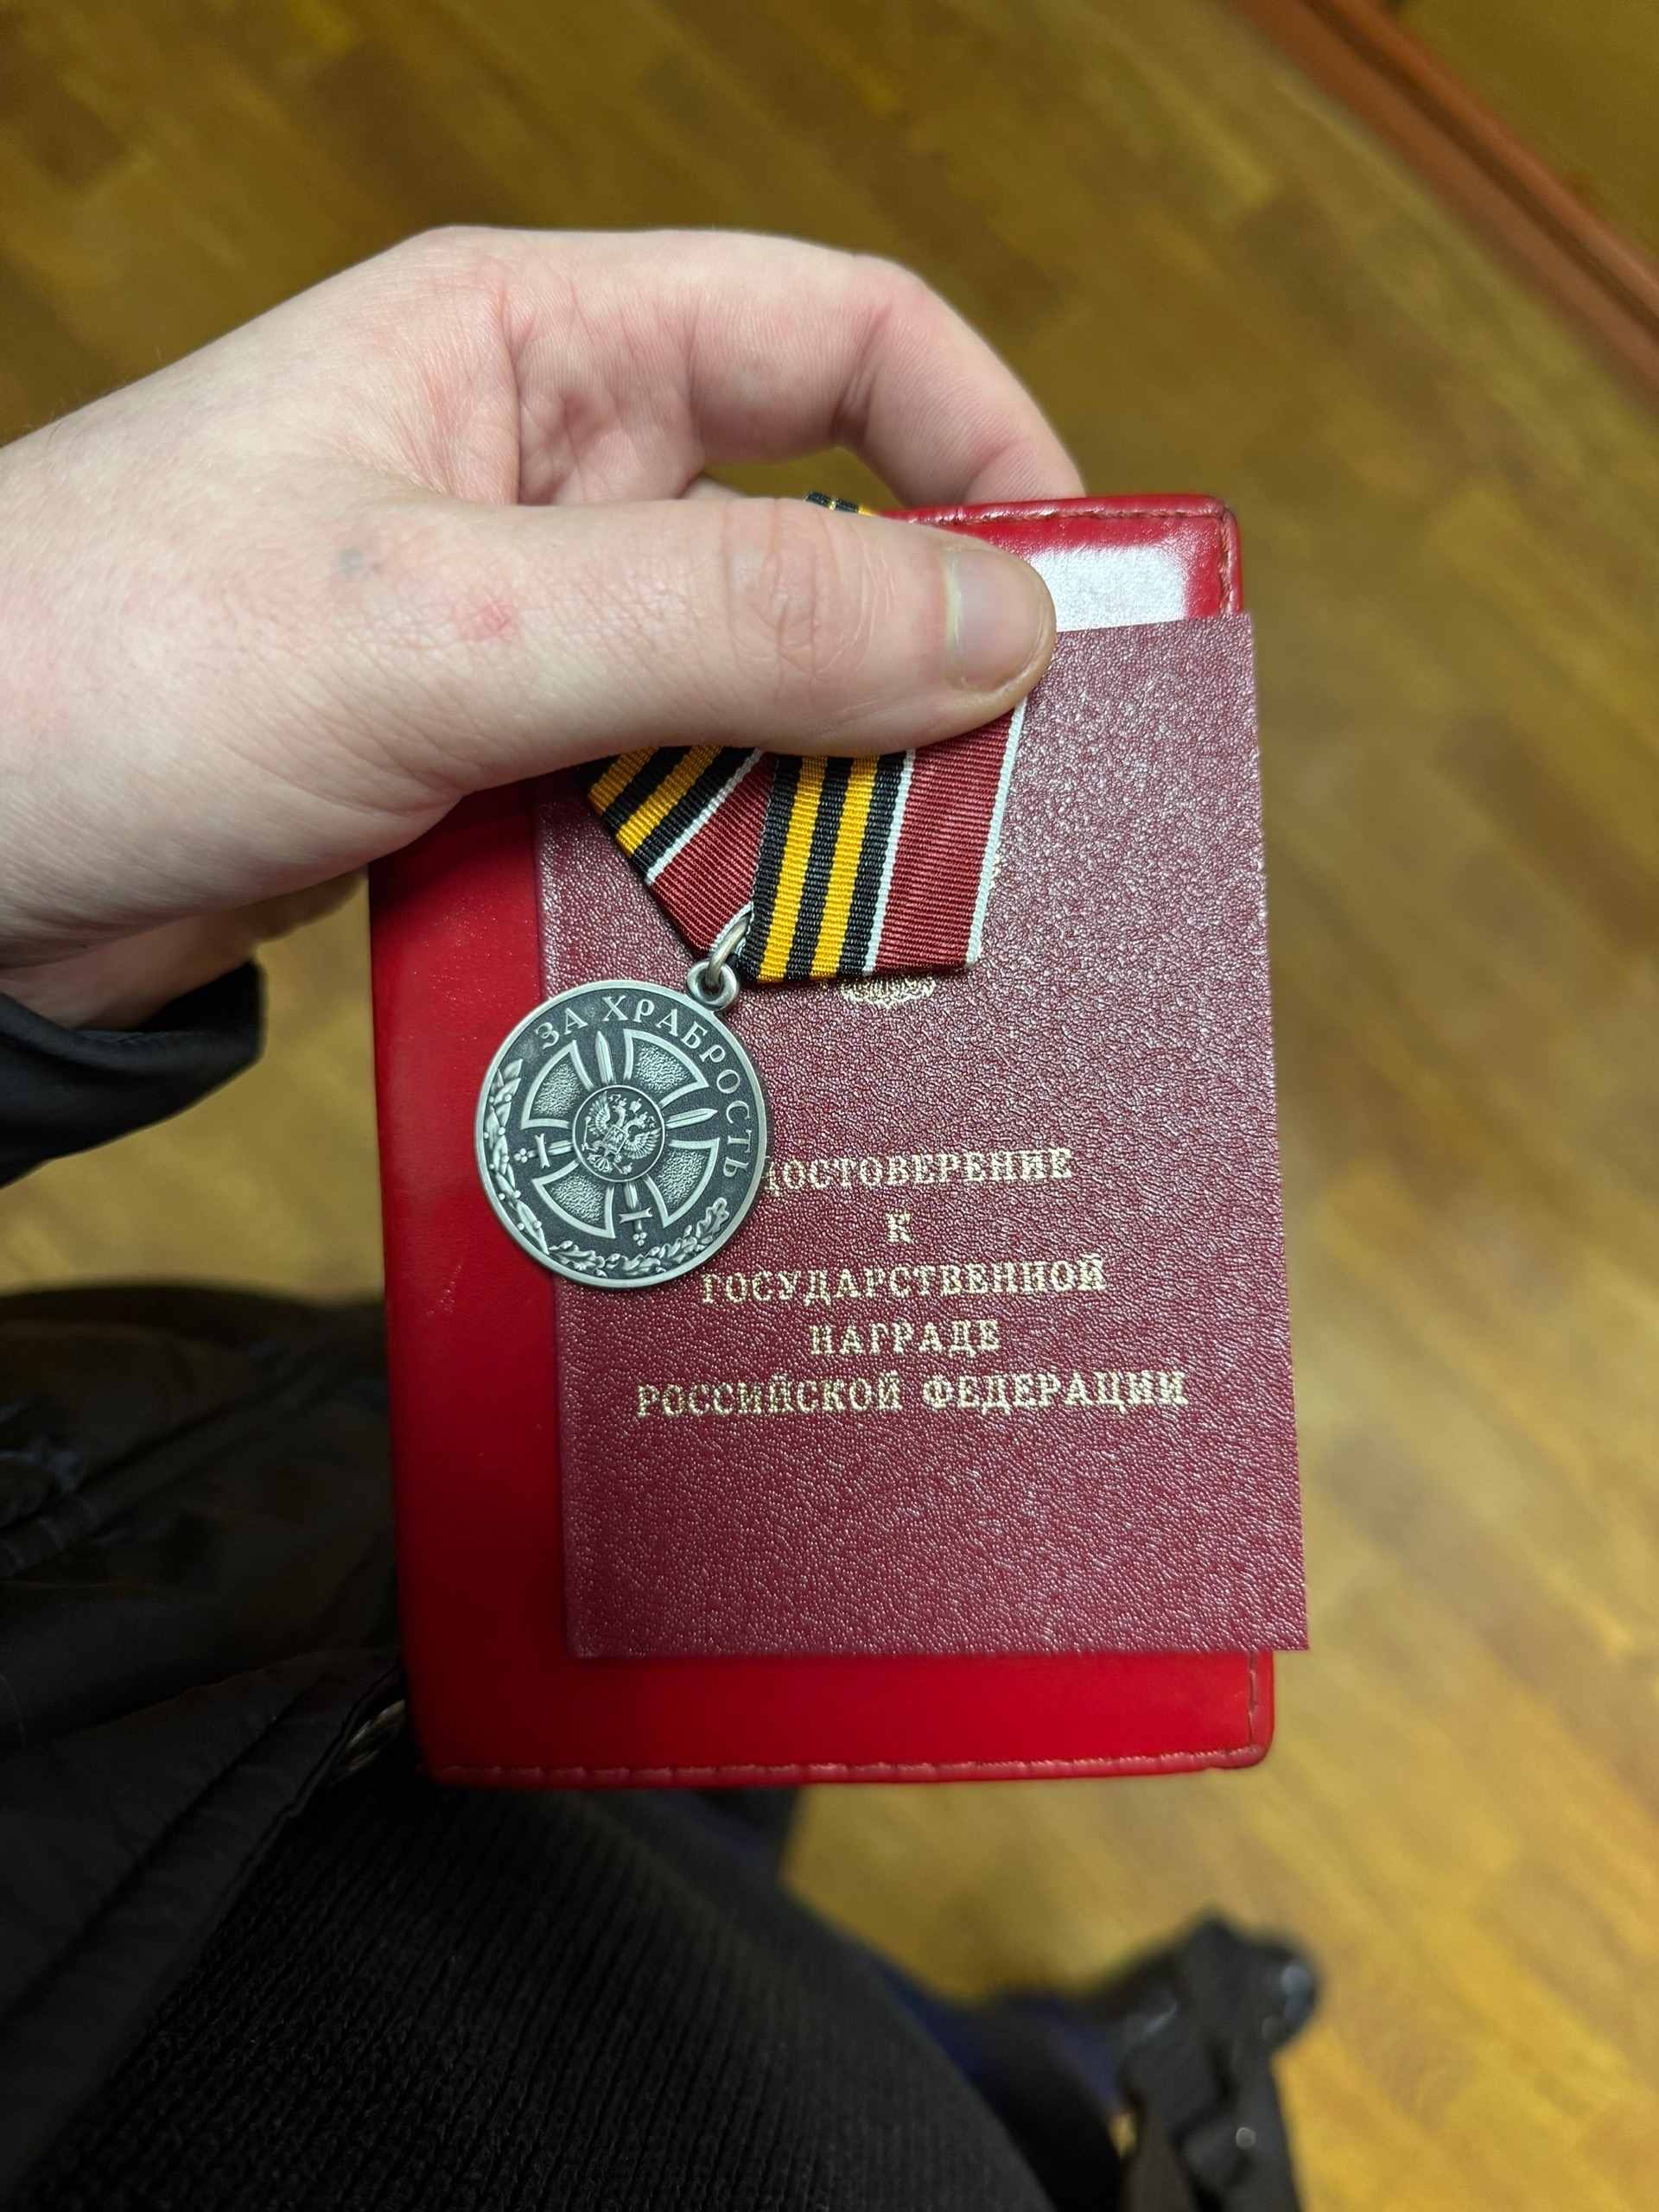 ЗА ХРАБРОСТЬ
ДОСТОВЕРЕНИЕ
К
ГОСУДАРСТВЕННОЙ
НАГРАДЕ
РОССИЙСКОЙ ФЕДЕРАЦИИ